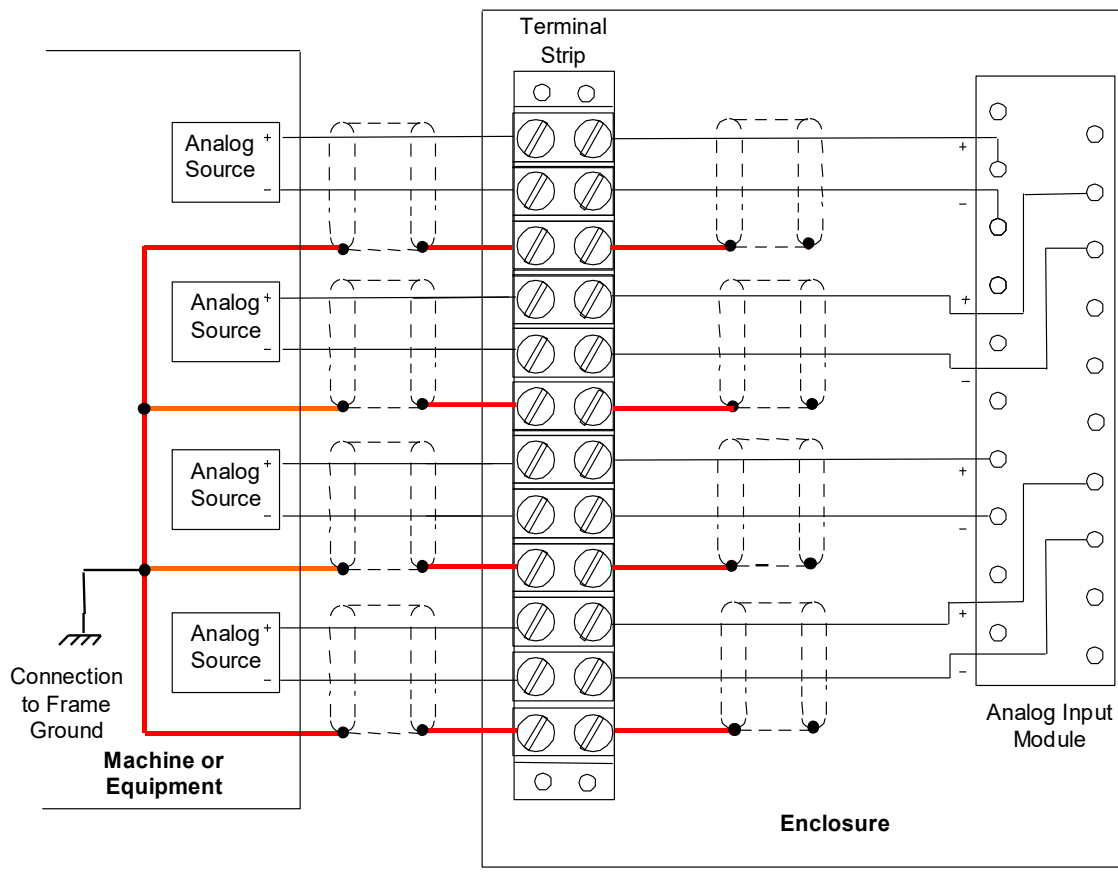 Terminal
Strip
Analog
Source
+
−
+
−
Analog
Source
+
−
+
−
Analog
Source
+
−
+
−
Analog
Source
+
−
+
−
Connection
to Frame
Ground
Machine or
Equipment
Analog Input
Module
Enclosure